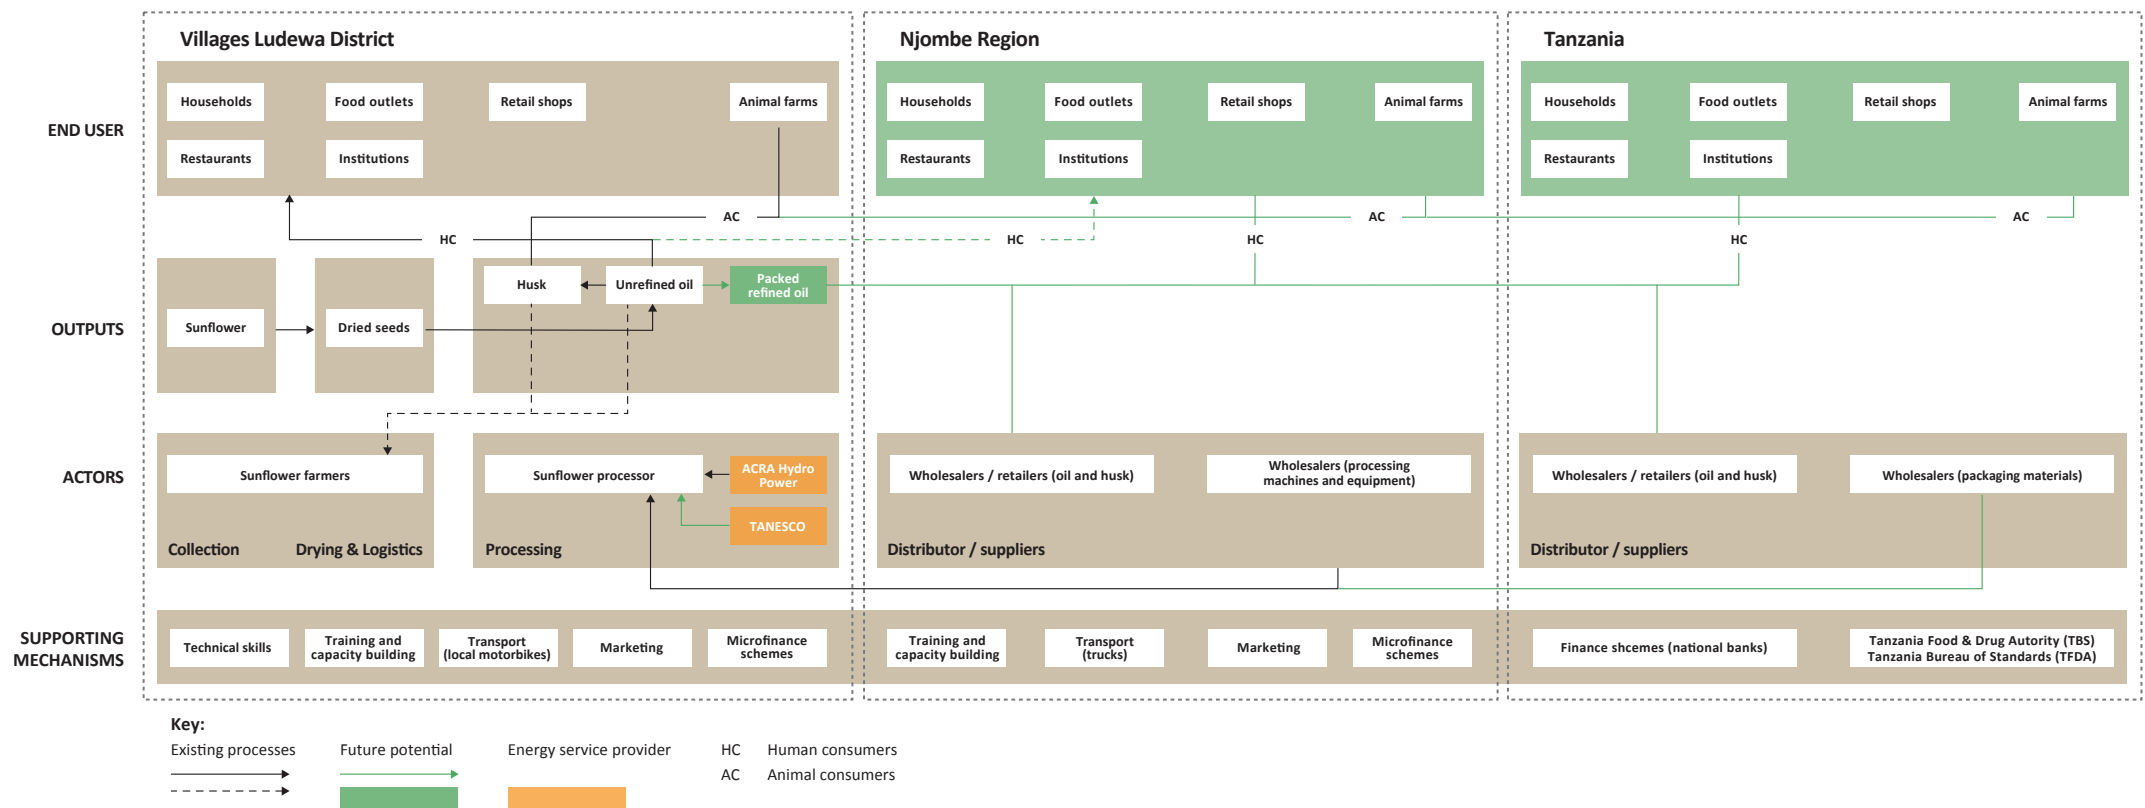 Villages Ludewa District
Njombe Region
Tanzania
END USER
Households
Food outlets
Retail shops
Animal farms
Restaurants
Institutions
Households
Food outlets
Retail shops
Animal farms
Restaurants
Institutions
Households
Food outlets
Retail shops
Animal farms
Restaurants
Institutions
AC
AC
AC
HC
HC
HC
HC
OUTPUTS
Sunflower
Dried seeds
Husk
Unrefined oil
Packed
refined oil
ACTORS
Sunflower farmers
Collection
Drying & Logistics
Sunflower processor
ACRA Hydro
Power
TANESCO
Processing
Wholesalers / retailers (oil and husk)
Wholesalers (processing
machines and equipment)
Distributor / suppliers
Wholesalers / retailers (oil and husk)
Wholesalers (packaging materials)
Distributor / suppliers
SUPPORTING
MECHANISMS
Technical skills
Training and
capacity building
Transport
(local motorbikes)
Marketing
Microfinance
schemes
Training and
capacity building
Transport
(trucks)
Marketing
Microfinance
schemes
Finance shcemes (national banks)
Tanzania Food & Drug Autority (TBS)
Tanzania Bureau of Standards (TFDA)
Key:
Existing processes
Future potential
Energy service provider
HC Human consumers
AC Animal consumers